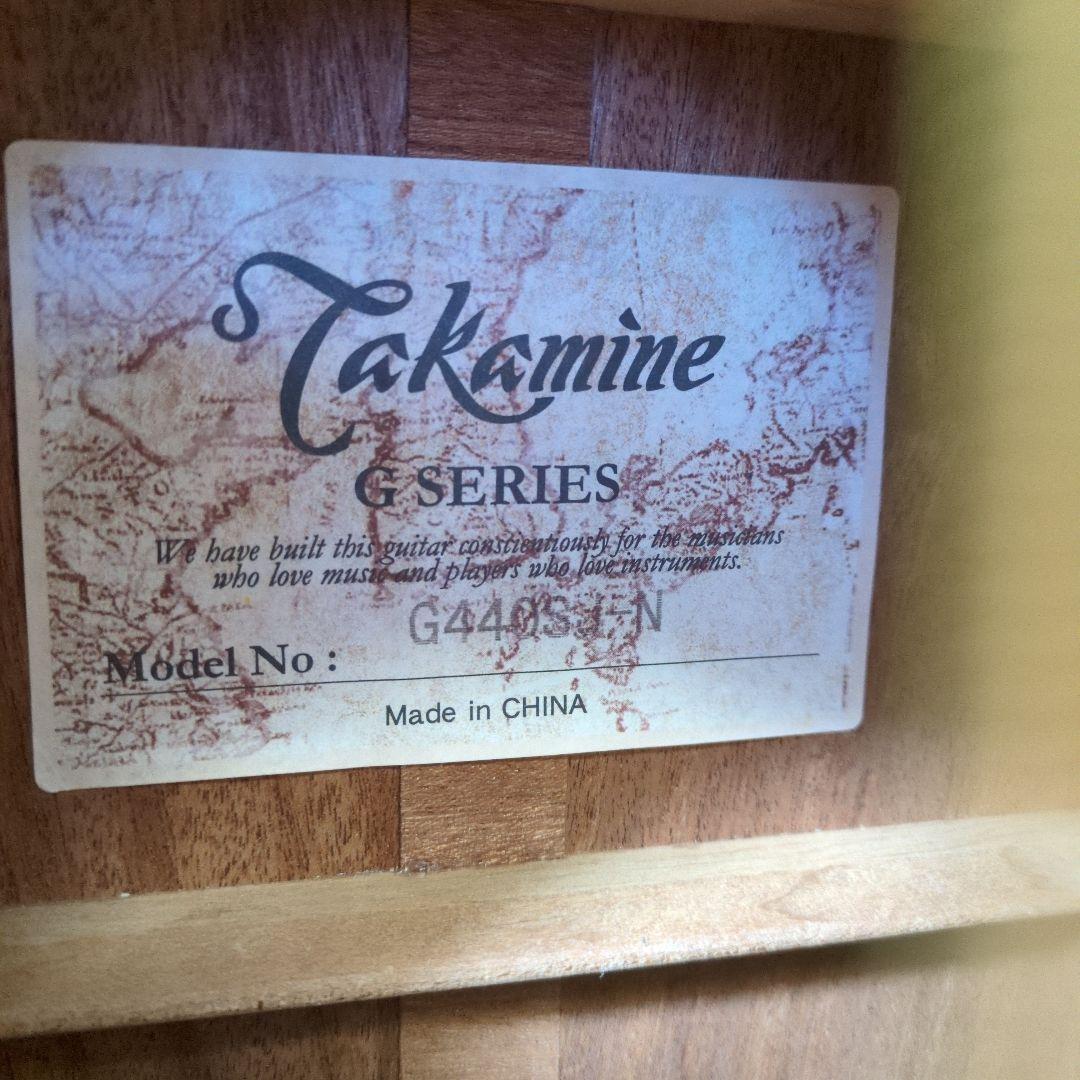 Takamine
G SERIES
We have built this guitar conscientiously for the musicians
who love music and players who love instruments.
G440SJ-N
Model No :
Made in CHINA